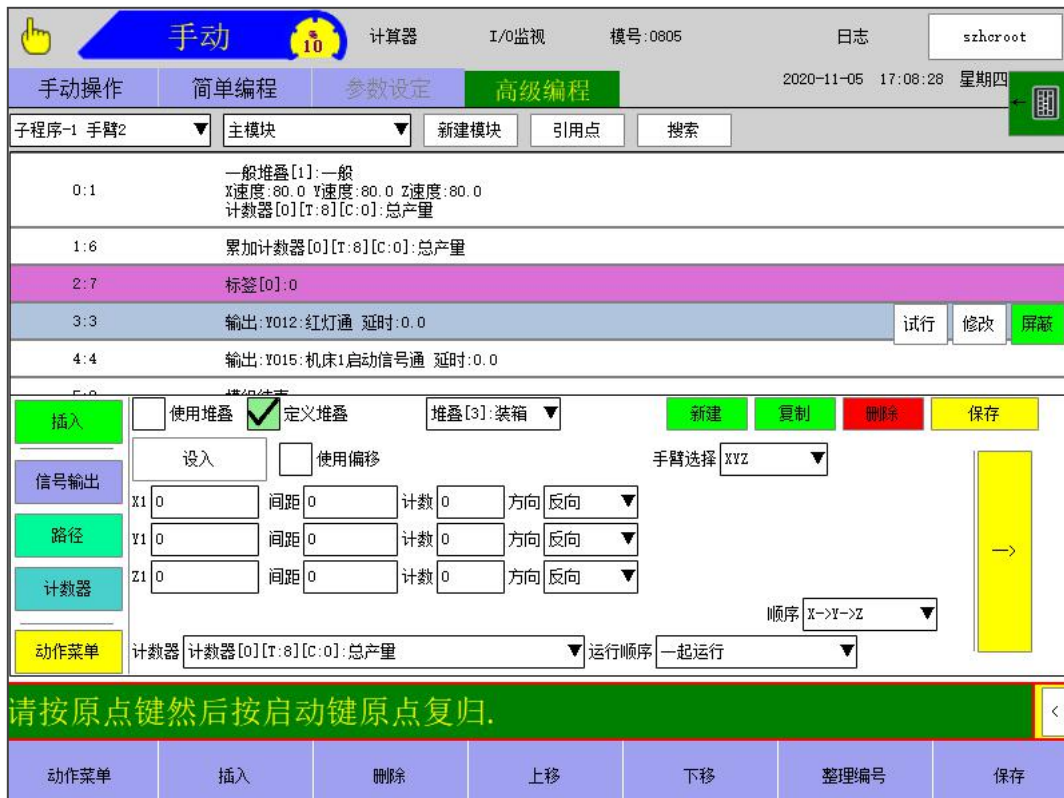 手动 % 10 计算器 I/O监视 模号:0805 日志 szhcroot
手动操作 简单编程 参数设定 高级编程 2020-11-05 17:08:28 星期四
子程序-1 手臂2 主模块 新建模块 引用点 搜索
0:1
一般堆叠[1]:一般
X速度:80.0 Y速度:80.0 Z速度:80.0
计数器[0][T:8][C:0]:总产量
1:6 累加计数器[0][T:8][C:0]:总产量
2:7 标签[0]:0
3:3 输出:Y012:红灯通 延时:0.0 试行 修改 屏蔽
4:4 输出:Y015:机床1启动信号通 延时:0.0
插入 使用堆叠 定义堆叠 堆叠[3]:装箱 新建 复制 删除 保存
设入 使用偏移 手臂选择 XYZ
信号输出
X1 0 间距 0 计数 0 方向 反向
路径
Y1 0 间距 0 计数 0 方向 反向
-->
Z1 0 间距 0 计数 0 方向 反向
计数器
顺序 X->Y->Z
动作菜单 计数器 计数器[0][T:8][C:0]:总产量 运行顺序 一起运行
请按原点键然后按启动键原点复归. <
动作菜单 插入 删除 上移 下移 整理编号 保存